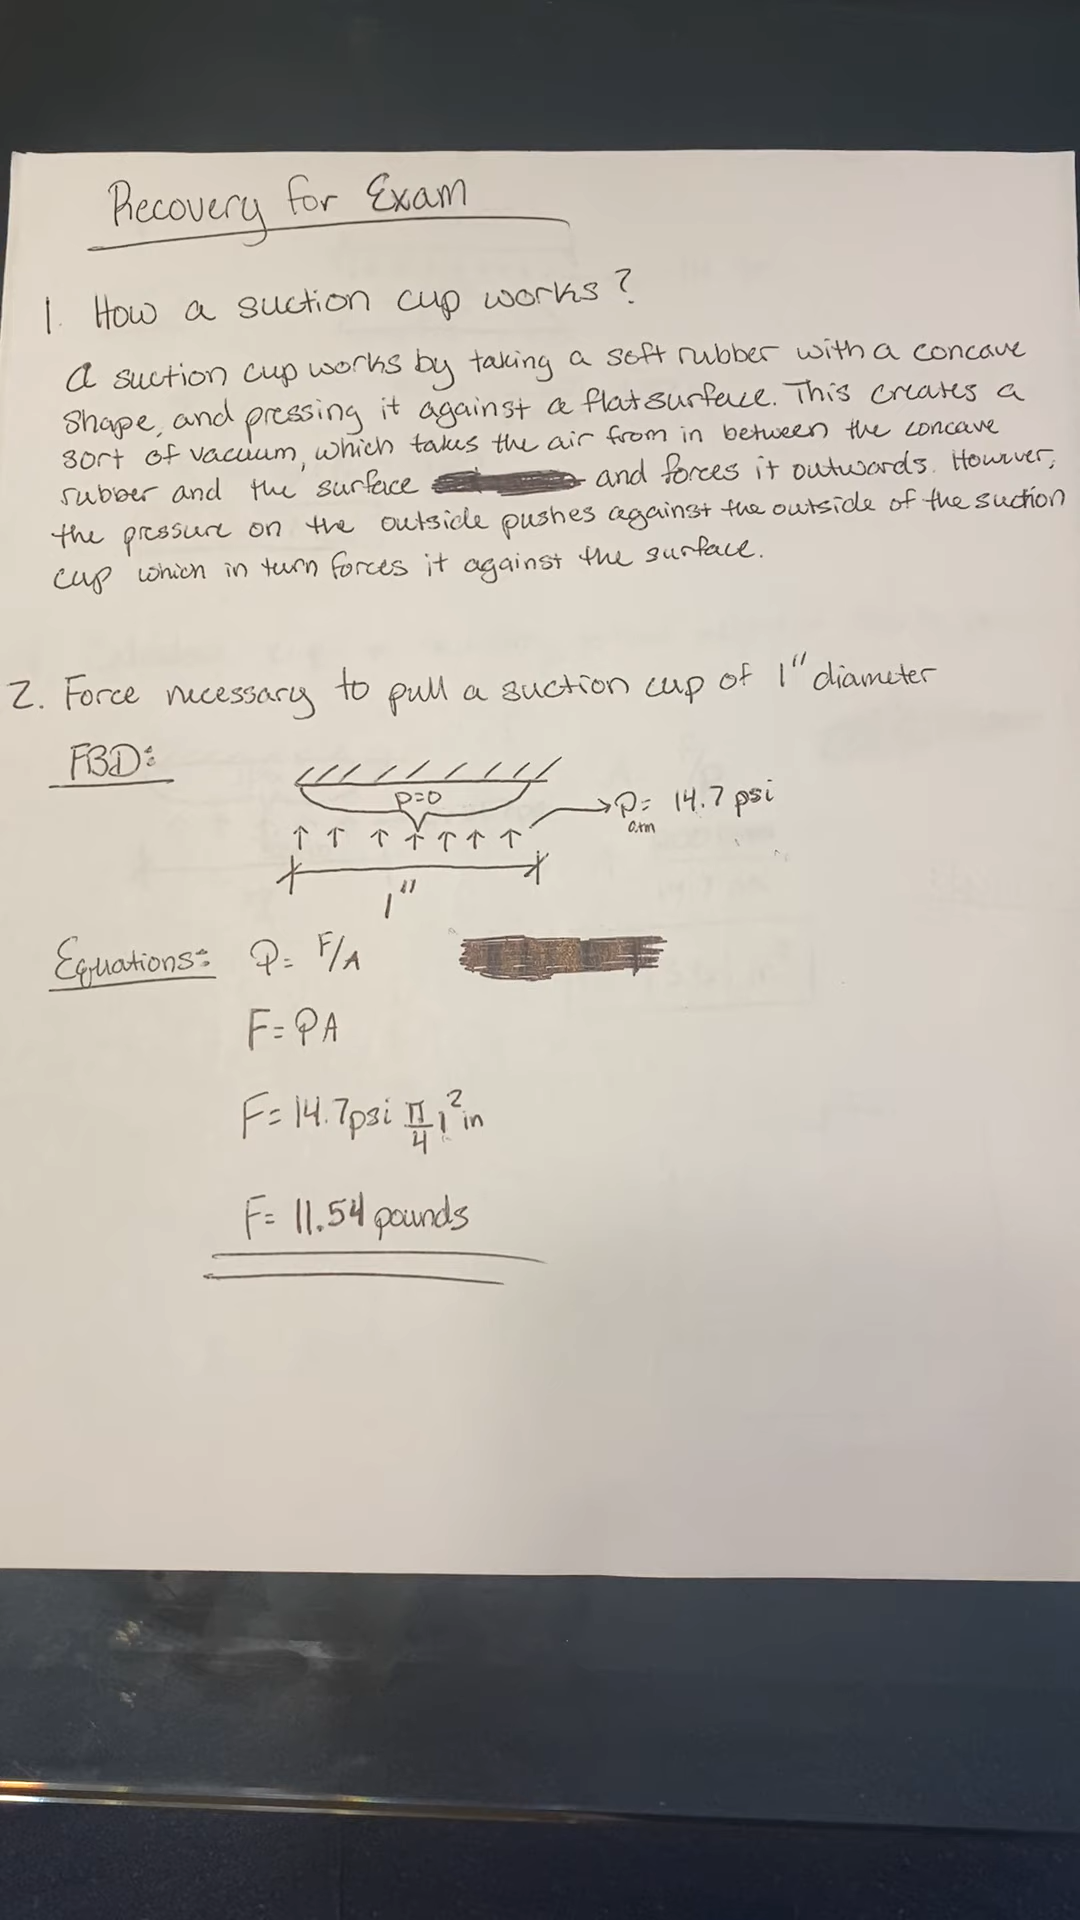 Recovery for Exam
1. How a suction cup works?
A suction cup works by taking a soft rubber with a concave
shape, and pressing it against a flat surface. This creates a
sort of vacuum, which takes the air from in between the concave
rubber and the surface and forces it outwards. However,
the pressure on the outside pushes against the outside of the suction
cup which in turn forces it against the surface.
2. Force necessary to pull a suction cup of 1" diameter
FBD:
P=0
P atm = 14.7 psi
1"
Equations: P = F/A
F = PA
F = 14.7 psi π/4 1² in
F = 11.54 pounds